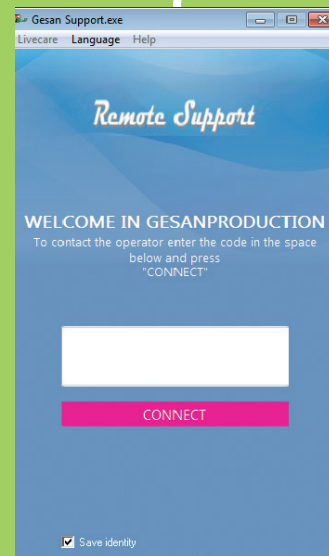 Gesan Support.exe
Livecare Language Help
Remote Support
WELCOME IN GESANPRODUCTION
To contact the operator enter the code in the space
below and press
"CONNECT"
CONNECT
Save identity